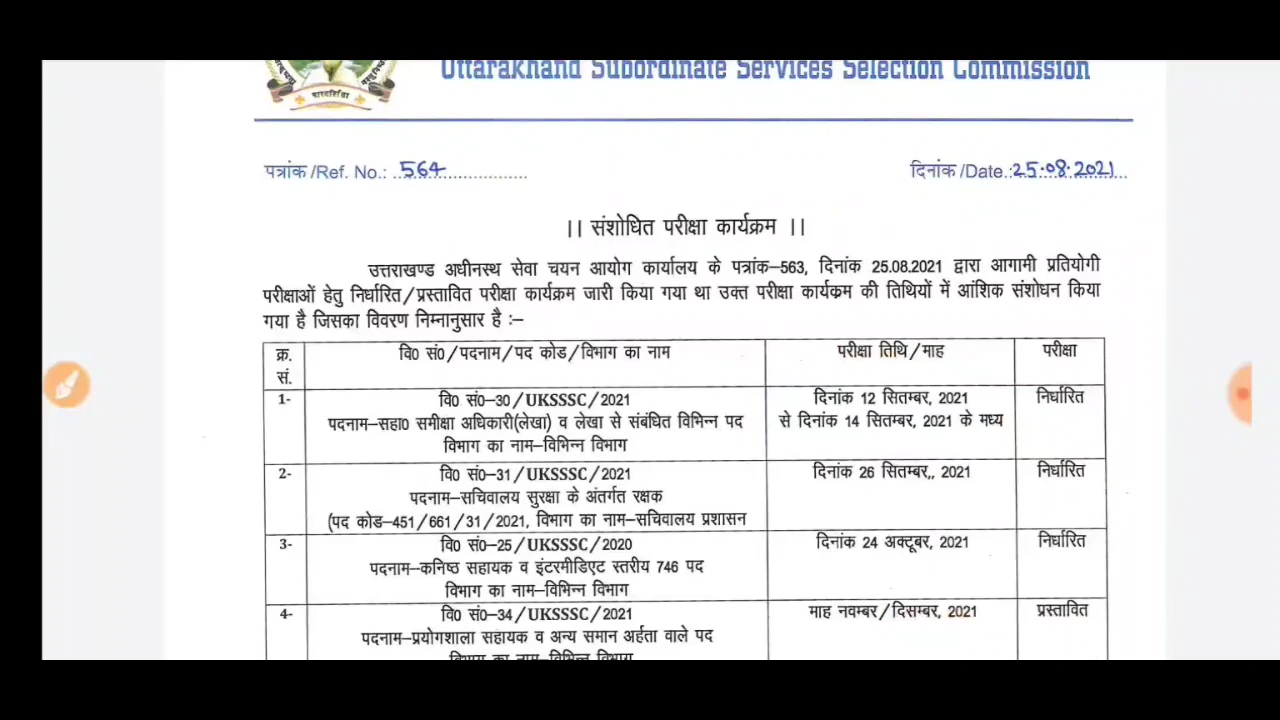 Uttarakhand Subordinate Services Selection Commission
पारदर्शिता
पत्रांक /Ref. No.: 564
दिनांक /Date.: 25.08.2021
|| संशोधित परीक्षा कार्यक्रम ||
उत्तराखण्ड अधीनस्थ सेवा चयन आयोग कार्यालय के पत्रांक–563, दिनांक 25.08.2021 द्वारा आगामी प्रतियोगी
परीक्षाओं हेतु निर्धारित/प्रस्तावित परीक्षा कार्यक्रम जारी किया गया था उक्त परीक्षा कार्यक्रम की तिथियों में आंशिक संशोधन किया
गया है जिसका विवरण निम्नानुसार है :–
क्र. सं.
वि0 सं0/पदनाम/पद कोड/विभाग का नाम
परीक्षा तिथि/माह
परीक्षा
1-
वि0 सं0–30/UKSSSC/2021
पदनाम–सहा0 समीक्षा अधिकारी(लेखा) व लेखा से संबंधित विभिन्न पद
विभाग का नाम–विभिन्न विभाग
दिनांक 12 सितम्बर, 2021
से दिनांक 14 सितम्बर, 2021 के मध्य
निर्धारित
2-
वि0 सं0–31/UKSSSC/2021
पदनाम–सचिवालय सुरक्षा के अंतर्गत रक्षक
(पद कोड–451/661/31/2021, विभाग का नाम–सचिवालय प्रशासन
दिनांक 26 सितम्बर,, 2021
निर्धारित
3-
वि0 सं0–25/UKSSSC/2020
पदनाम–कनिष्ठ सहायक व इंटरमीडिएट स्तरीय 746 पद
विभाग का नाम–विभिन्न विभाग
दिनांक 24 अक्टूबर, 2021
निर्धारित
4-
वि0 सं0–34/UKSSSC/2021
पदनाम–प्रयोगशाला सहायक व अन्य समान अर्हता वाले पद
विभाग का नाम–विभिन्न विभाग
माह नवम्बर/दिसम्बर, 2021
प्रस्तावित